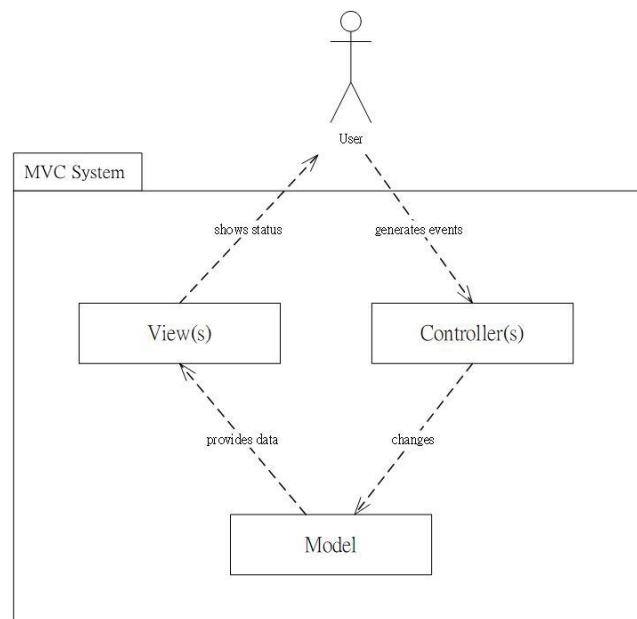 User
MVC System
shows status
generates events
View(s)
Controller(s)
provides data
changes
Model